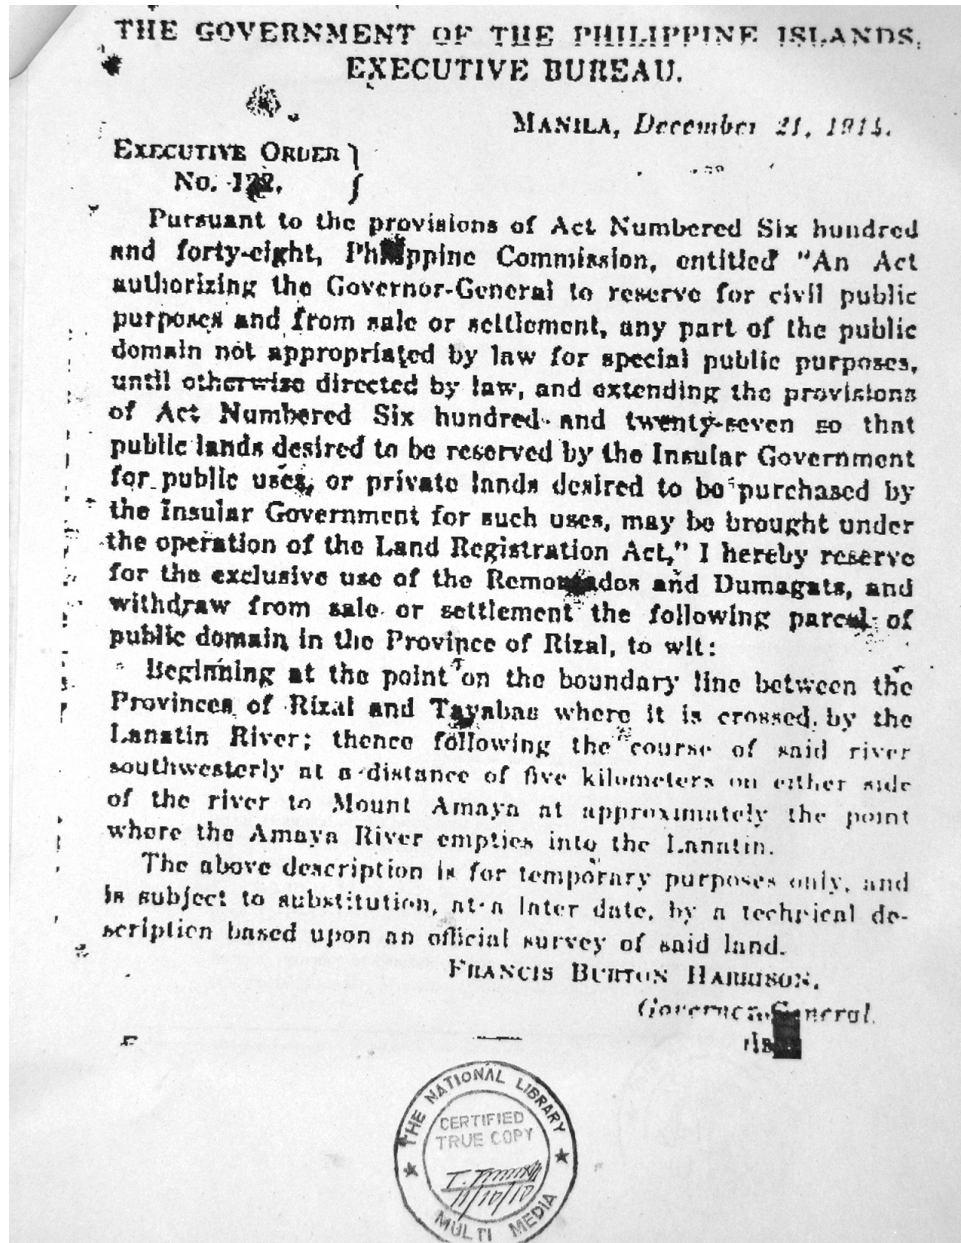 THE GOVERNMENT OF THE PHILIPPINE ISLANDS,
EXECUTIVE BUREAU.
MANILA, December 21, 1914.
EXECUTIVE ORDER
No. 122.
Pursuant to the provisions of Act Numbered Six hundred
and forty-eight, Philippine Commission, entitled "An Act
authorizing the Governor-General to reserve for civil public
purposes and from sale or settlement, any part of the public
domain not appropriated by law for special public purposes,
until otherwise directed by law, and extending the provisions
of Act Numbered Six hundred and twenty-seven so that
public lands desired to be reserved by the Insular Government
for public uses, or private lands desired to be purchased by
the Insular Government for such uses, may be brought under
the operation of the Land Registration Act," I hereby reserve
for the exclusive use of the Remontados and Dumagats, and
withdraw from sale or settlement the following parcel of
public domain in the Province of Rizal, to wit:
Beginning at the point on the boundary line between the
Provinces of Rizal and Tayabas where it is crossed by the
Lanatin River; thence following the course of said river
southwesterly at a distance of five kilometers on either side
of the river to Mount Amaya at approximately the point
where the Amaya River empties into the Lanatin.
The above description is for temporary purposes only, and
is subject to substitution, at a later date, by a technical de-
scription based upon an official survey of said land.
FRANCIS BURTON HARRISON,
Governor-General.
THE NATIONAL LIBRARY
CERTIFIED
TRUE COPY
MULTI MEDIA